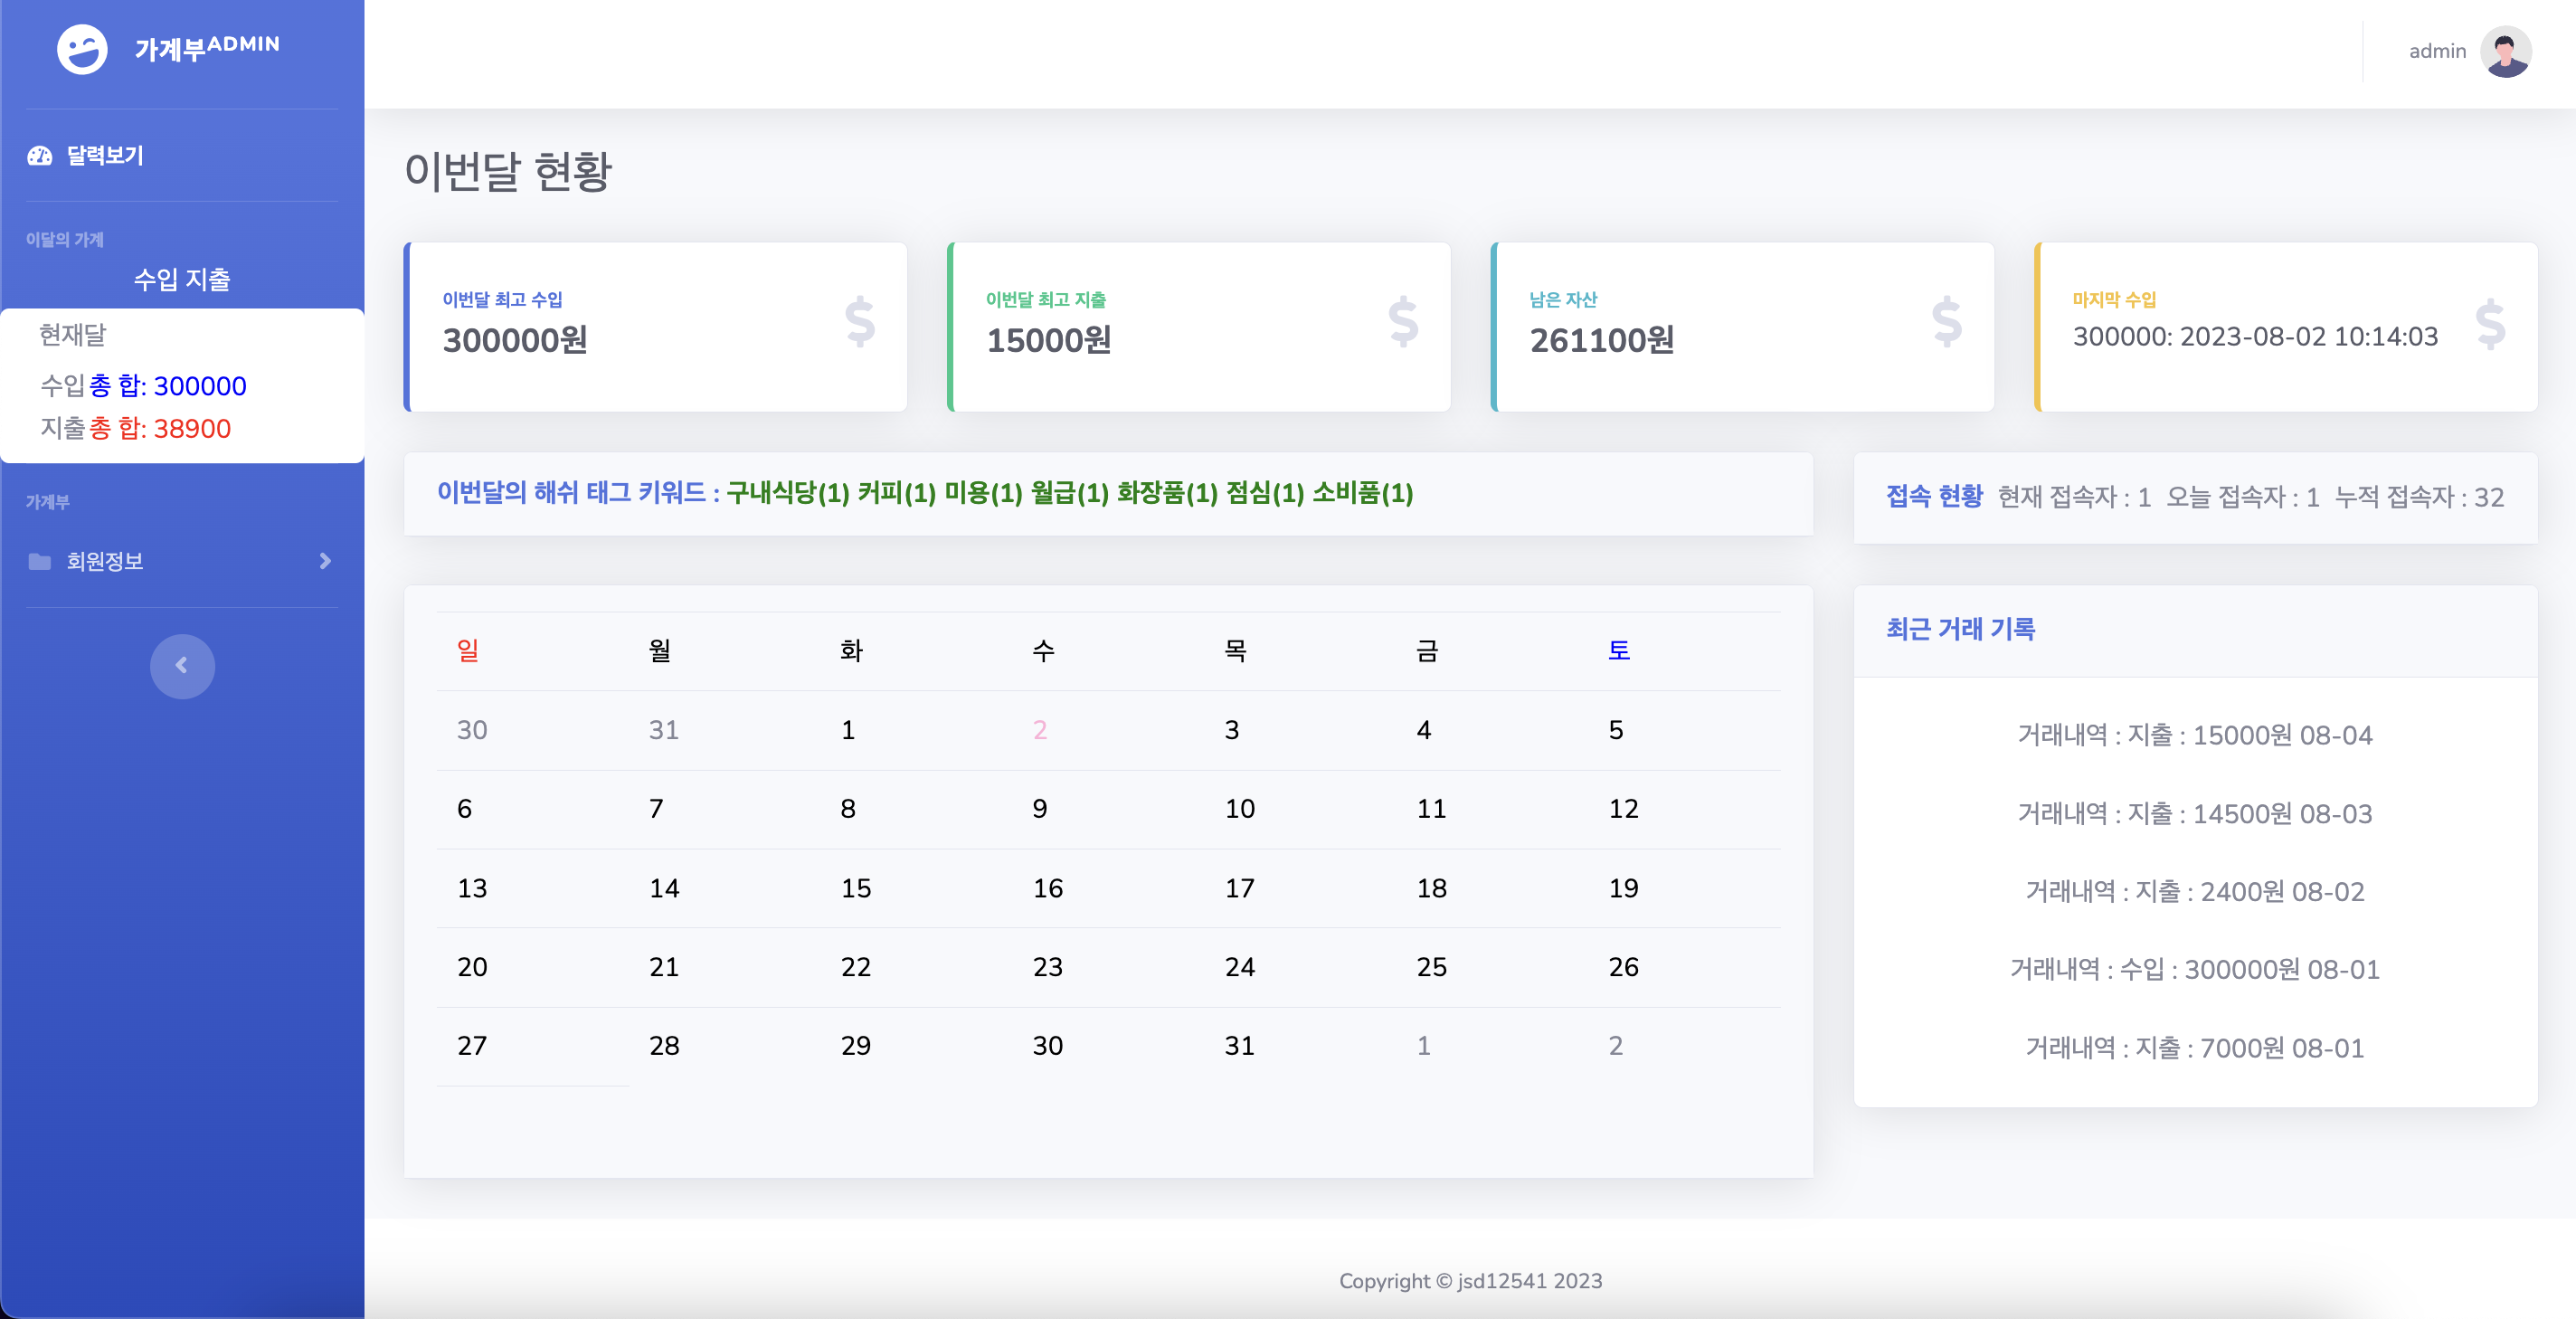 가계부ADMIN
admin
달력보기
이달의 가계
수입 지출
현재달
수입총 합: 300000
지출총 합: 38900
가계부
회원정보
이번달 현황
이번달 최고 수입
300000원
이번달 최고 지출
15000원
남은 자산
261100원
마지막 수입
300000: 2023-08-02 10:14:03
이번달의 해쉬 태그 키워드 : 구내식당(1) 커피(1) 미용(1) 월급(1) 화장품(1) 점심(1) 소비품(1)
접속 현황 현재 접속자 : 1 오늘 접속자 : 1 누적 접속자 : 32
일 월 화 수 목 금 토
30 31 1 2 3 4 5
6 7 8 9 10 11 12
13 14 15 16 17 18 19
20 21 22 23 24 25 26
27 28 29 30 31 1 2
최근 거래 기록
거래내역 : 지출 : 15000원 08-04
거래내역 : 지출 : 14500원 08-03
거래내역 : 지출 : 2400원 08-02
거래내역 : 수입 : 300000원 08-01
거래내역 : 지출 : 7000원 08-01
Copyright © jsd12541 2023